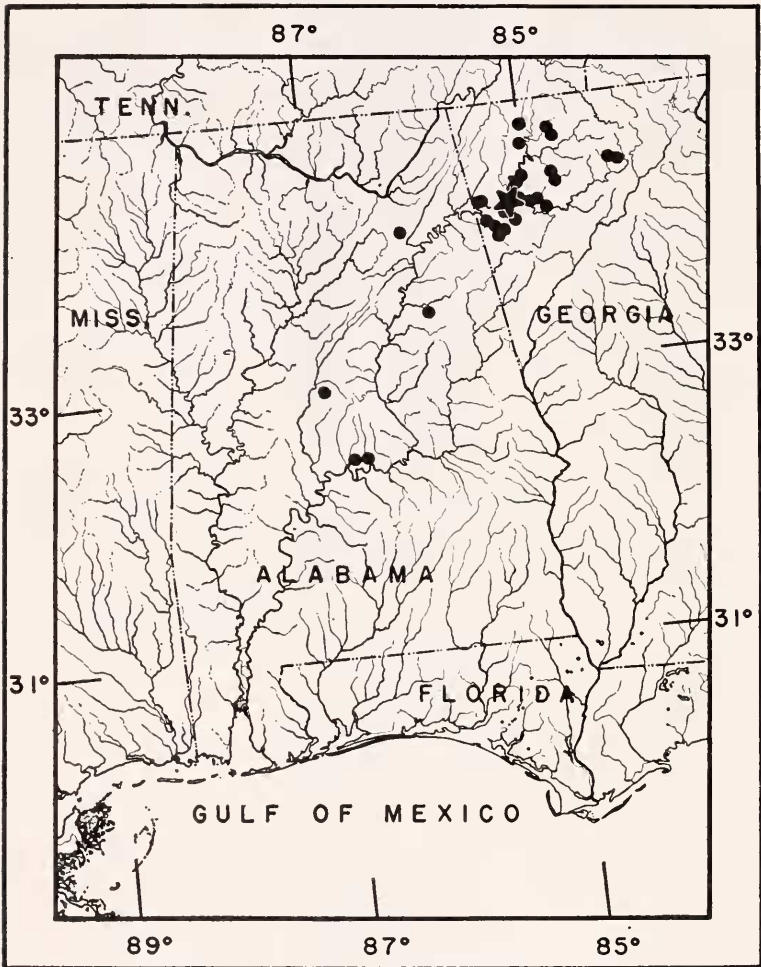 87° 85°
TENN.
MISS.
GEORGIA
33°
33°
ALABAMA
31°
FLORIDA
31°
GULF OF MEXICO
89° 87° 85°